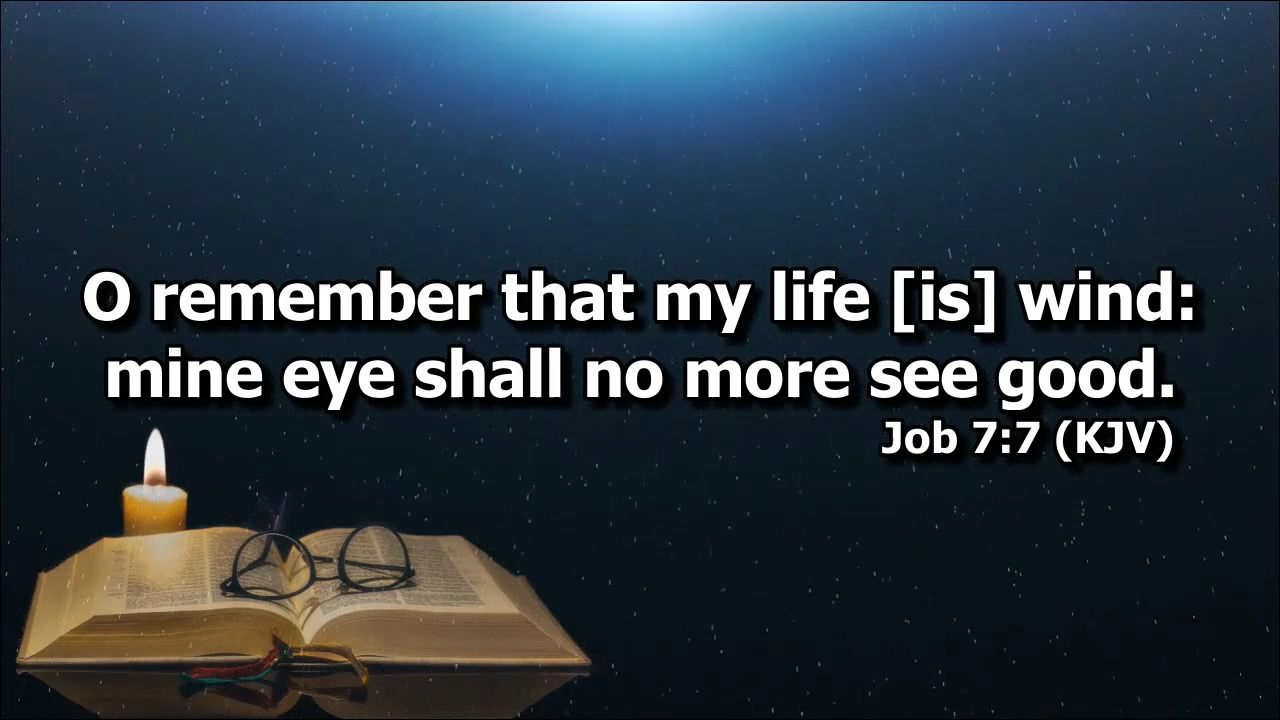 O remember that my life [is] wind:
mine eye shall no more see good.
Job 7:7 (KJV)